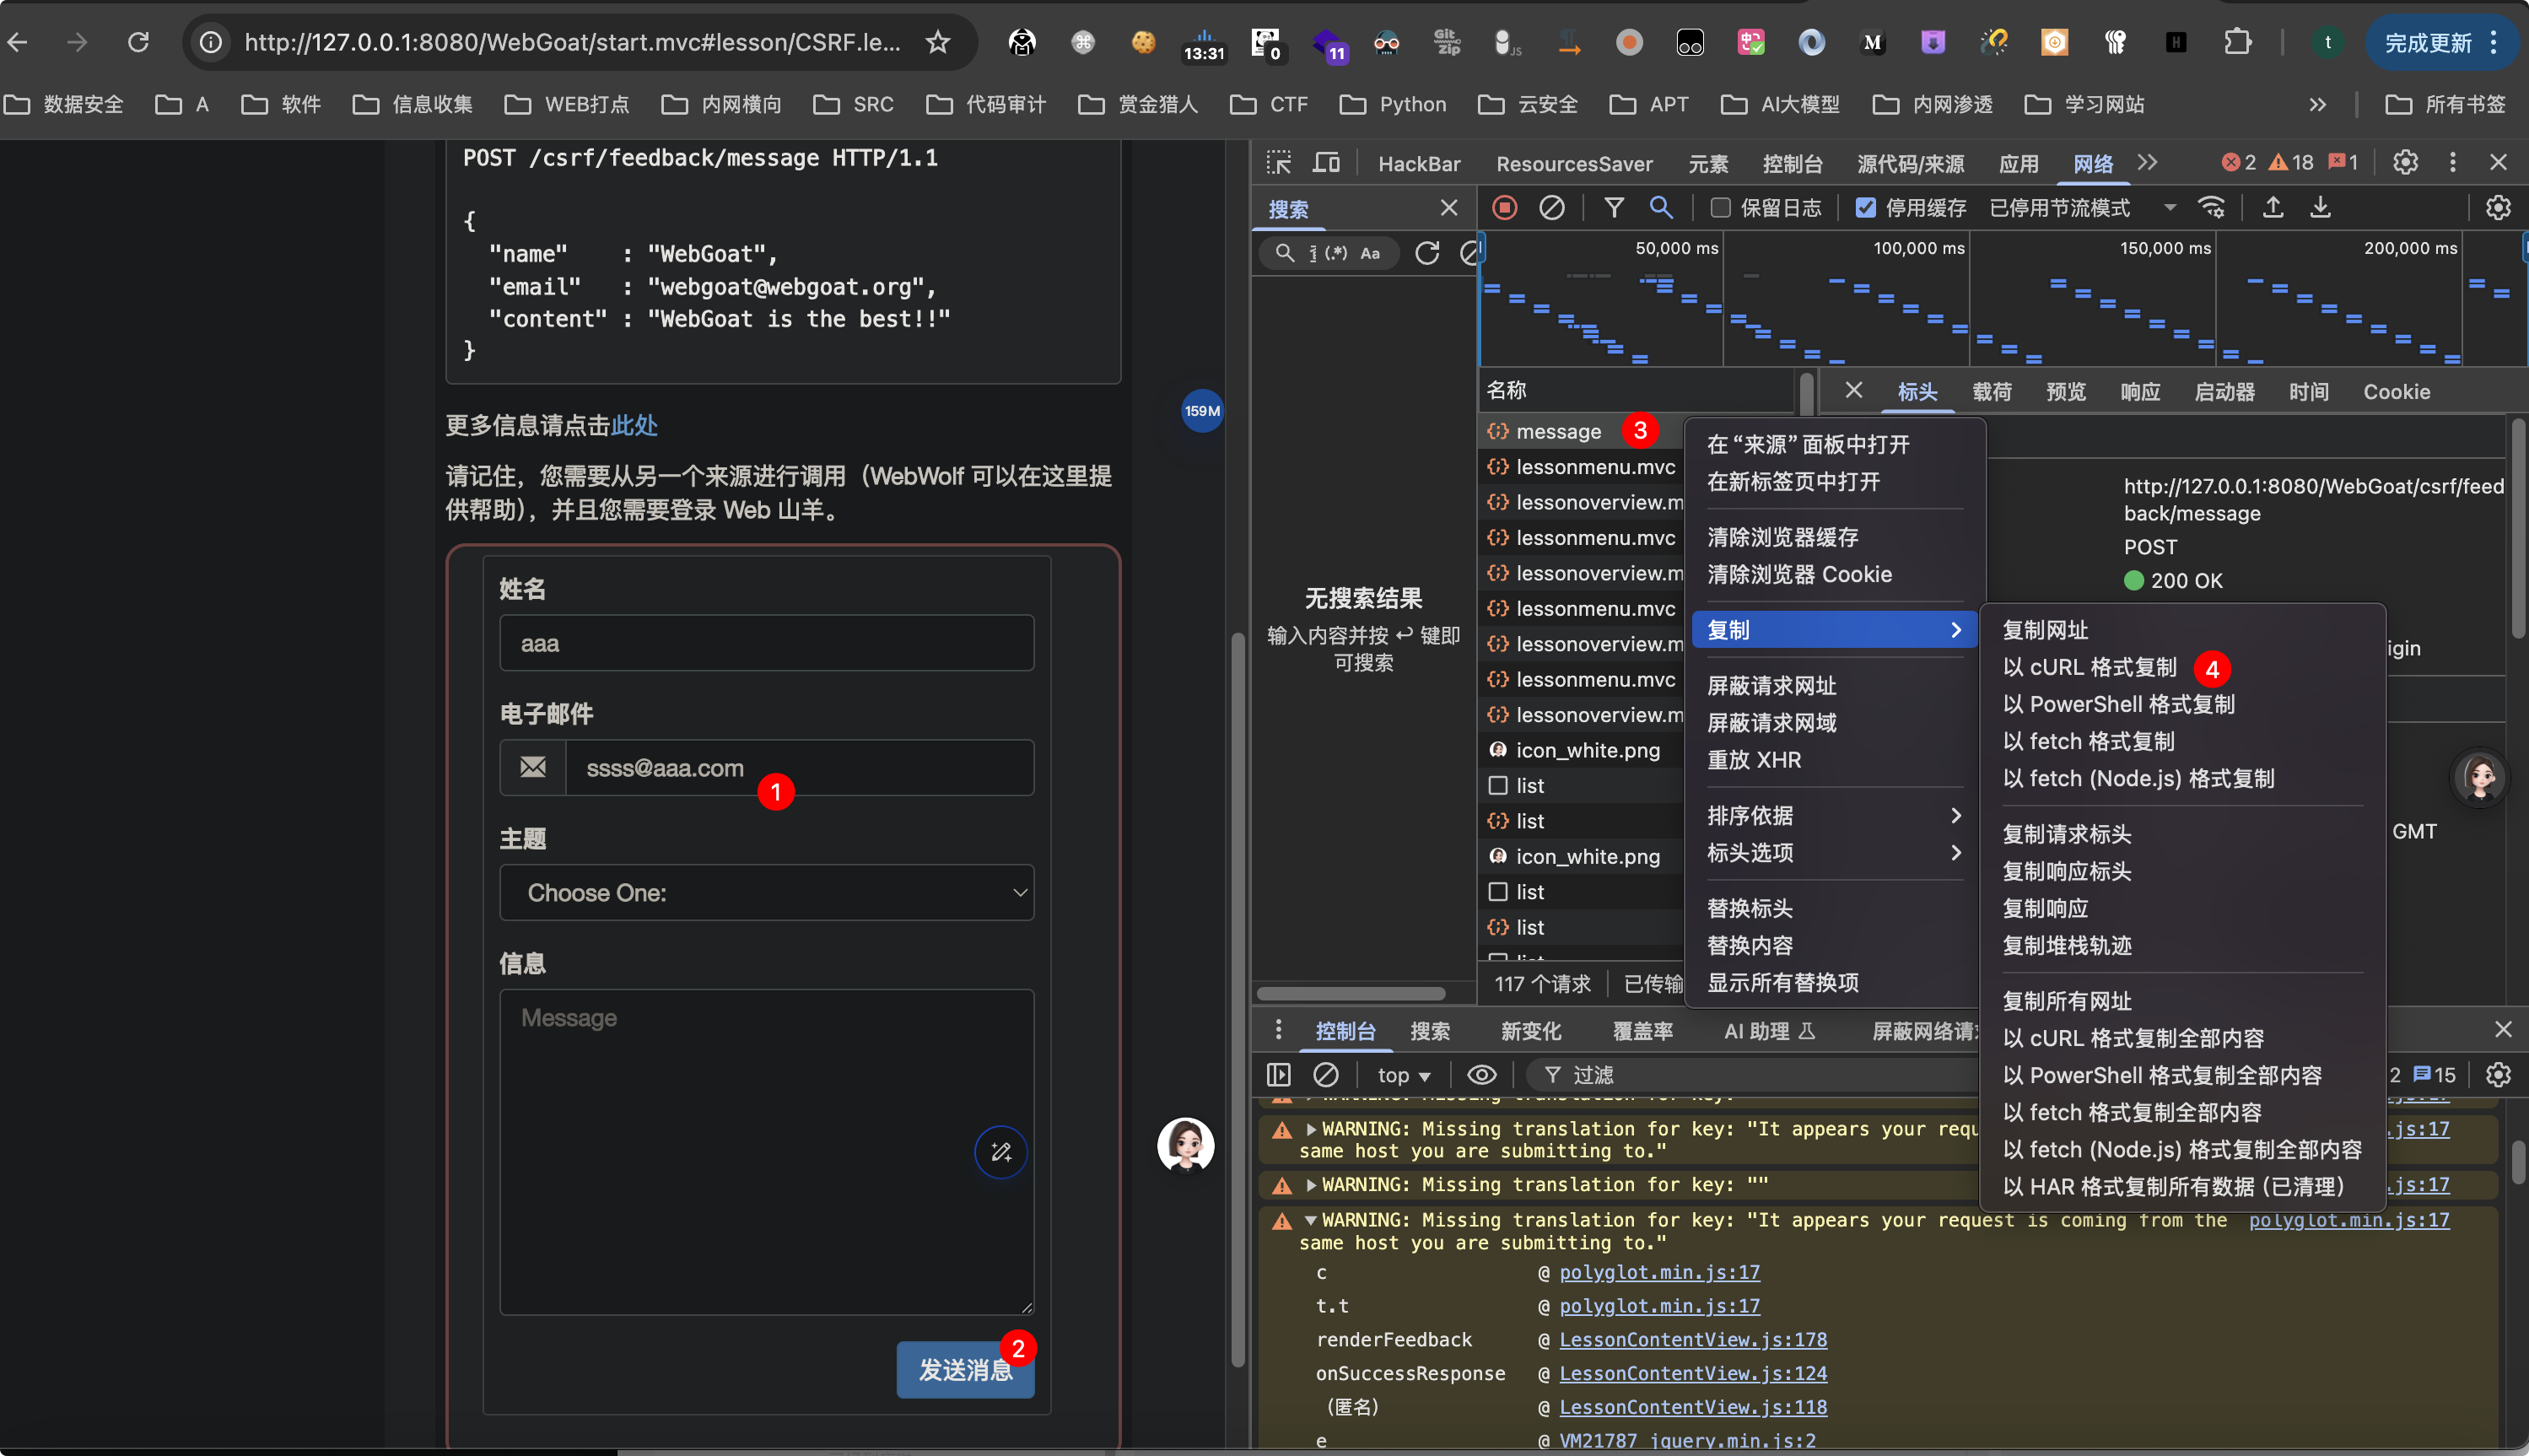 http://127.0.0.1:8080/WebGoat/start.mvc#lesson/CSRF.le...
13:31
0
11
Git
Zip
JS
M
H
t
完成更新
数据安全
A
软件
信息收集
WEB打点
内网横向
SRC
代码审计
赏金猎人
CTF
Python
云安全
APT
AI大模型
内网渗透
学习网站
所有书签
POST /csrf/feedback/message HTTP/1.1
{
"name" : "WebGoat",
"email" : "webgoat@webgoat.org",
"content" : "WebGoat is the best!!"
}
更多信息请点击此处
请记住，您需要从另一个来源进行调用（WebWolf 可以在这里提
供帮助），并且您需要登录 Web 山羊。
姓名
aaa
电子邮件
ssss@aaa.com
1
主题
Choose One:
信息
Message
发送消息
2
159M
HackBar
ResourcesSaver
元素
控制台
源代码/来源
应用
网络
2
18
1
搜索
保留日志
停用缓存
已停用节流模式
(.*)
Aa
无搜索结果
输入内容并按 ↩ 键即
可搜索
50,000 ms
100,000 ms
150,000 ms
200,000 ms
名称
标头
载荷
预览
响应
启动器
时间
Cookie
message
3
lessonmenu.mvc
lessonoverview.m
lessonmenu.mvc
lessonoverview.m
lessonmenu.mvc
lessonoverview.m
lessonmenu.mvc
lessonoverview.m
icon_white.png
list
list
icon_white.png
list
list
117 个请求
已传输
http://127.0.0.1:8080/WebGoat/csrf/feed
back/message
POST
200 OK
igin
GMT
在“来源”面板中打开
在新标签页中打开
清除浏览器缓存
清除浏览器 Cookie
复制
屏蔽请求网址
屏蔽请求网域
重放 XHR
排序依据
标头选项
替换标头
替换内容
显示所有替换项
复制网址
以 cURL 格式复制
4
以 PowerShell 格式复制
以 fetch 格式复制
以 fetch (Node.js) 格式复制
复制请求标头
复制响应标头
复制响应
复制堆栈轨迹
复制所有网址
以 cURL 格式复制全部内容
以 PowerShell 格式复制全部内容
以 fetch 格式复制全部内容
以 fetch (Node.js) 格式复制全部内容
以 HAR 格式复制所有数据 (已清理)
控制台
搜索
新变化
覆盖率
AI 助理
屏蔽网络请
top ▼
过滤
2
15
WARNING: Missing translation for key: "It appears your requ
.js:17
same host you are submitting to."
WARNING: Missing translation for key: ""
.js:17
WARNING: Missing translation for key: "It appears your request is coming from the
polyglot.min.js:17
same host you are submitting to."
c @ polyglot.min.js:17
t.t @ polyglot.min.js:17
renderFeedback @ LessonContentView.js:178
onSuccessResponse @ LessonContentView.js:124
（匿名） @ LessonContentView.js:118
e @ VM21787 jquery.min.js:2